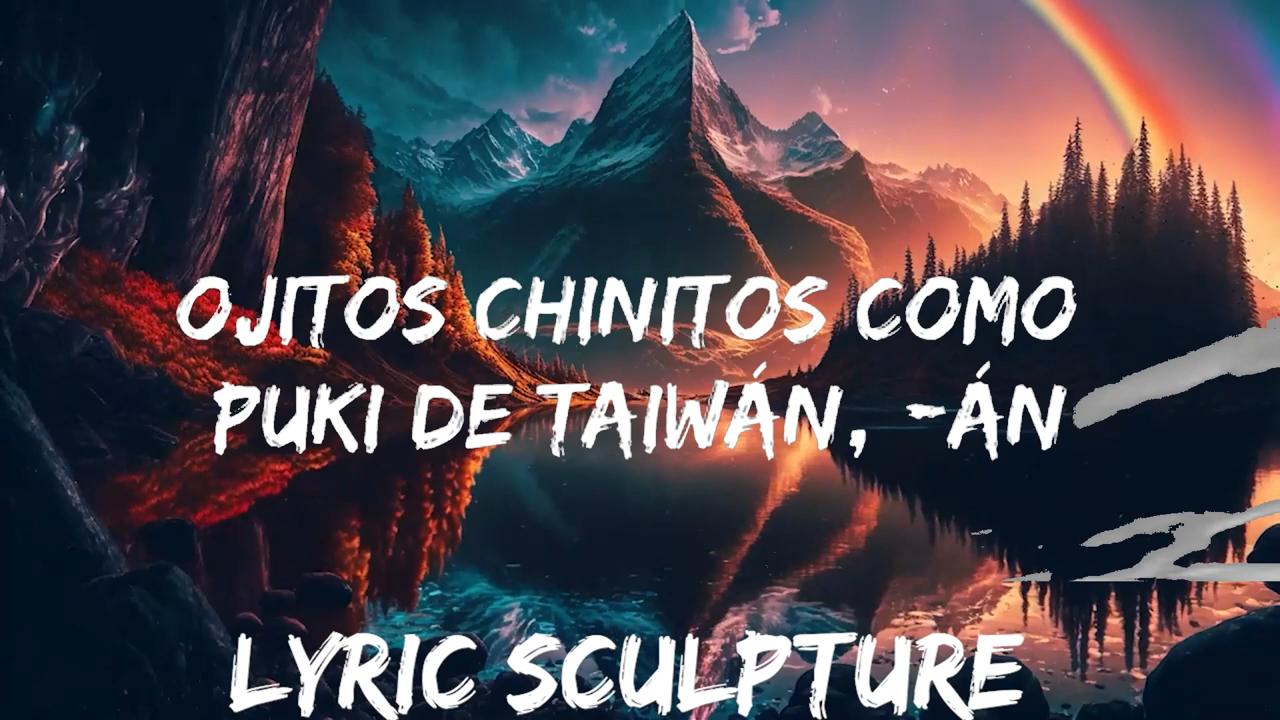 OJITOS CHINITOS COMO
PUKI DE TAIWÁN, -ÁN
LYRIC SCULPTURE